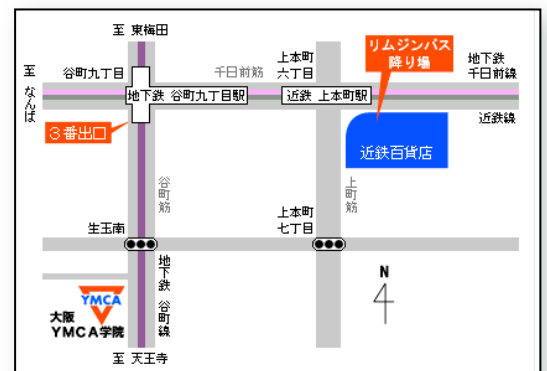 至 東梅田
リムジンバス
降り場
上本町
六丁目
地下鉄
千日前線
至 なんば
谷町九丁目
千日前筋
地下鉄 谷町九丁目駅
近鉄 上本町駅
近鉄線
3番出口
近鉄百貨店
谷町筋
上町筋
生玉南
上本町
七丁目
地下鉄 谷町線
N
YMCA
大阪
YMCA学院
至 天王寺